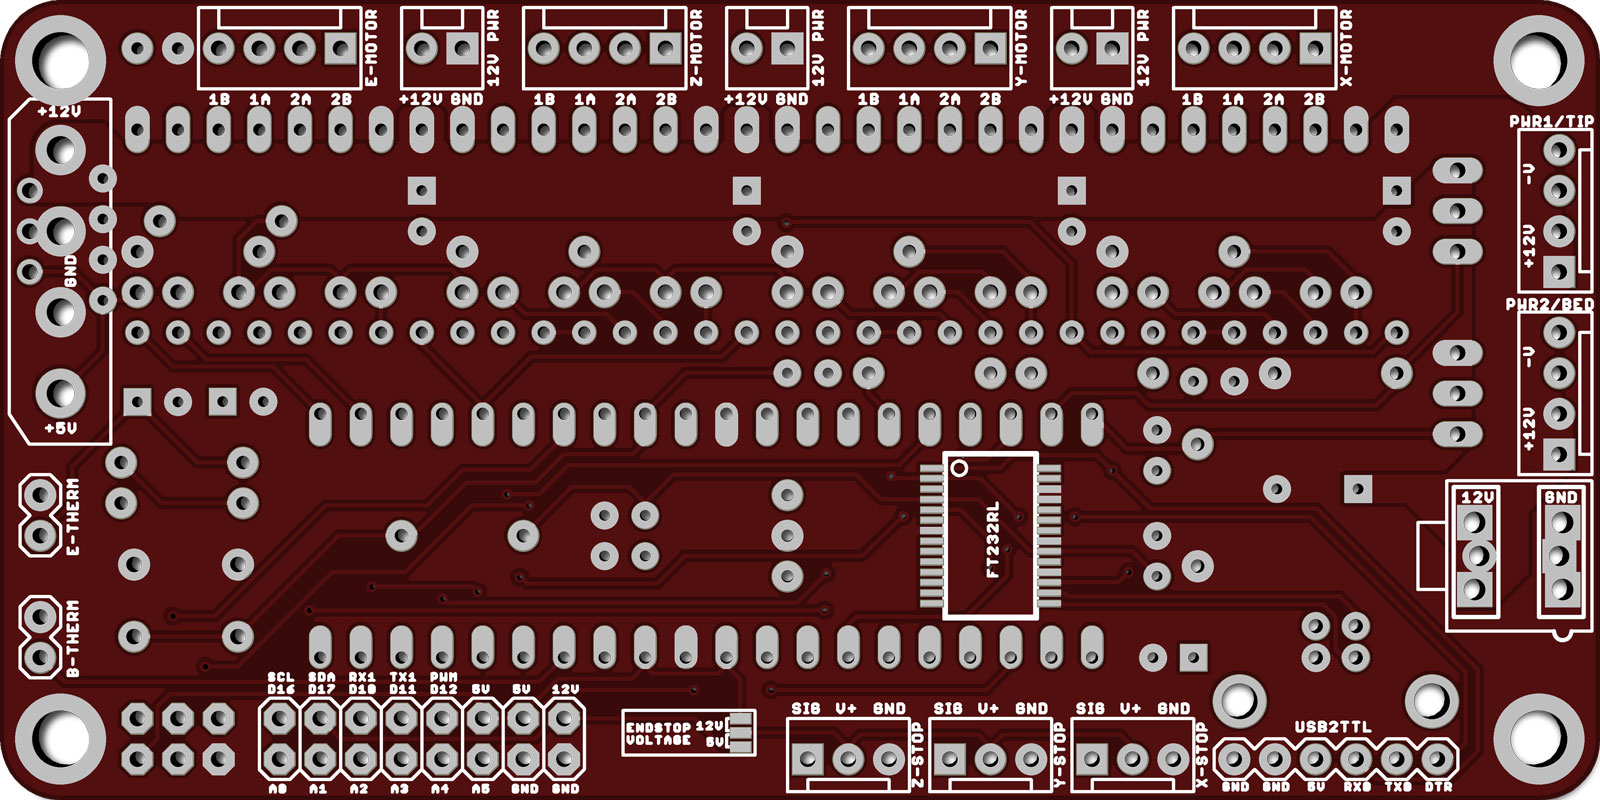 E-MOTOR
12V PWR
Z-MOTOR
12V PWR
Y-MOTOR
12V PWR
X-MOTOR
1B 1A 2A 2B
+12V GND
1B 1A 2A 2B
+12V GND
1B 1A 2A 2B
+12V GND
1B 1A 2A 2B
+12V
GND
+5V
PWR1/TIP
-V
+12V
PWR2/BED
-V
+12V
E-THERM
B-THERM
FT232RL
12V
GND
SCL SDA RX1 TX1 PWM
D16 D17 D10 D11 D12 5V 5V 12V
A0 A1 A2 A3 A4 A5 GND GND
ENDSTOP 12V
VOLTAGE 5V
SIG V+ GND
Z-STOP
SIG V+ GND
Y-STOP
SIG V+ GND
X-STOP
USB2TTL
GND GND 5V RX0 TX0 DTR